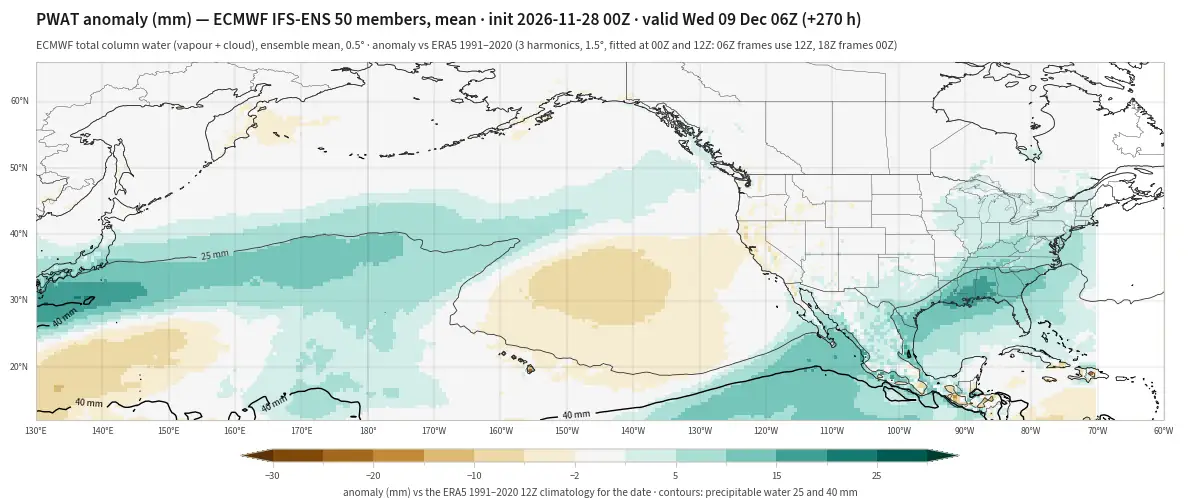 PWAT anomaly (mm) — ECMWF IFS-ENS 50 members, mean · init 2026-11-28 00Z · valid Wed 09 Dec 06Z (+270 h)
ECMWF total column water (vapour + cloud), ensemble mean, 0.5° · anomaly vs ERA5 1991–2020 (3 harmonics, 1.5°, fitted at 00Z and 12Z: 06Z frames use 12Z, 18Z frames 00Z)
60°N
50°N
40°N
30°N
20°N
25 mm
40 mm
40 mm
40 mm
40 mm
130°E 140°E 150°E 160°E 170°E 180° 170°W 160°W 150°W 140°W 130°W 120°W 110°W 100°W 90°W 80°W 70°W 60°W
−30 −20 −10 −2 5 15 25
anomaly (mm) vs the ERA5 1991–2020 12Z climatology for the date · contours: precipitable water 25 and 40 mm